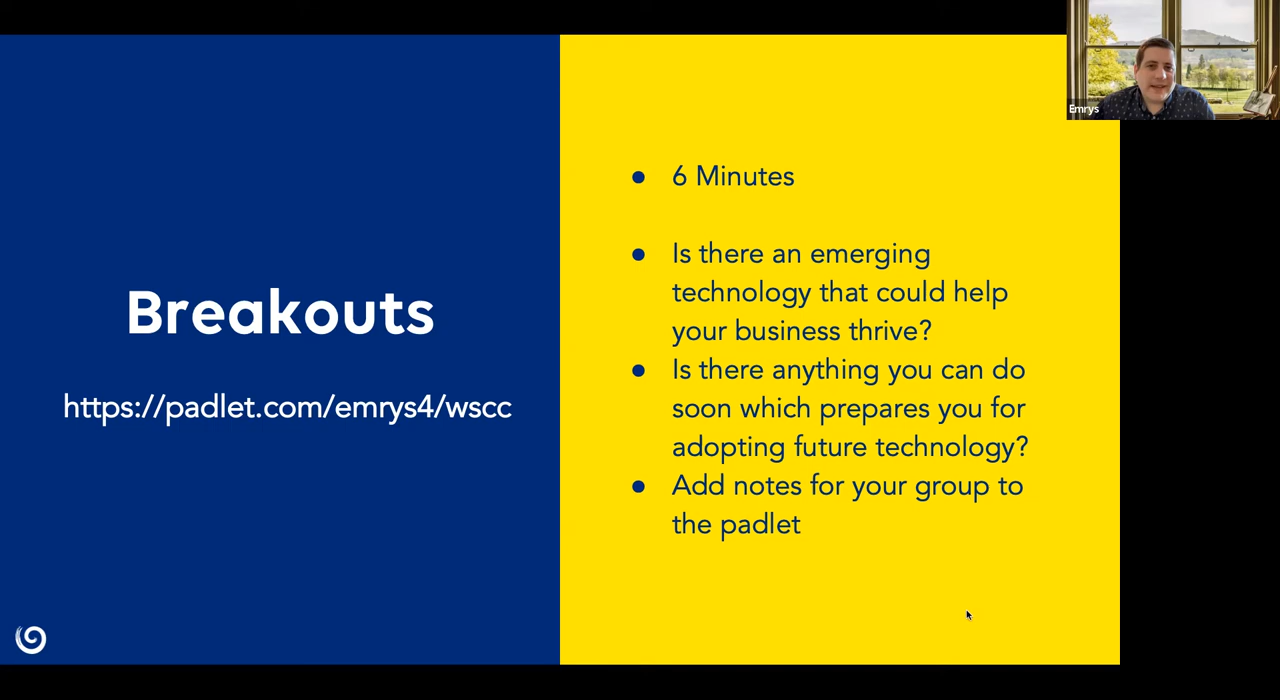 Breakouts
https://padlet.com/emrys4/wscc
● 6 Minutes
● Is there an emerging
technology that could help
your business thrive?
● Is there anything you can do
soon which prepares you for
adopting future technology?
● Add notes for your group to
the padlet
Emrys